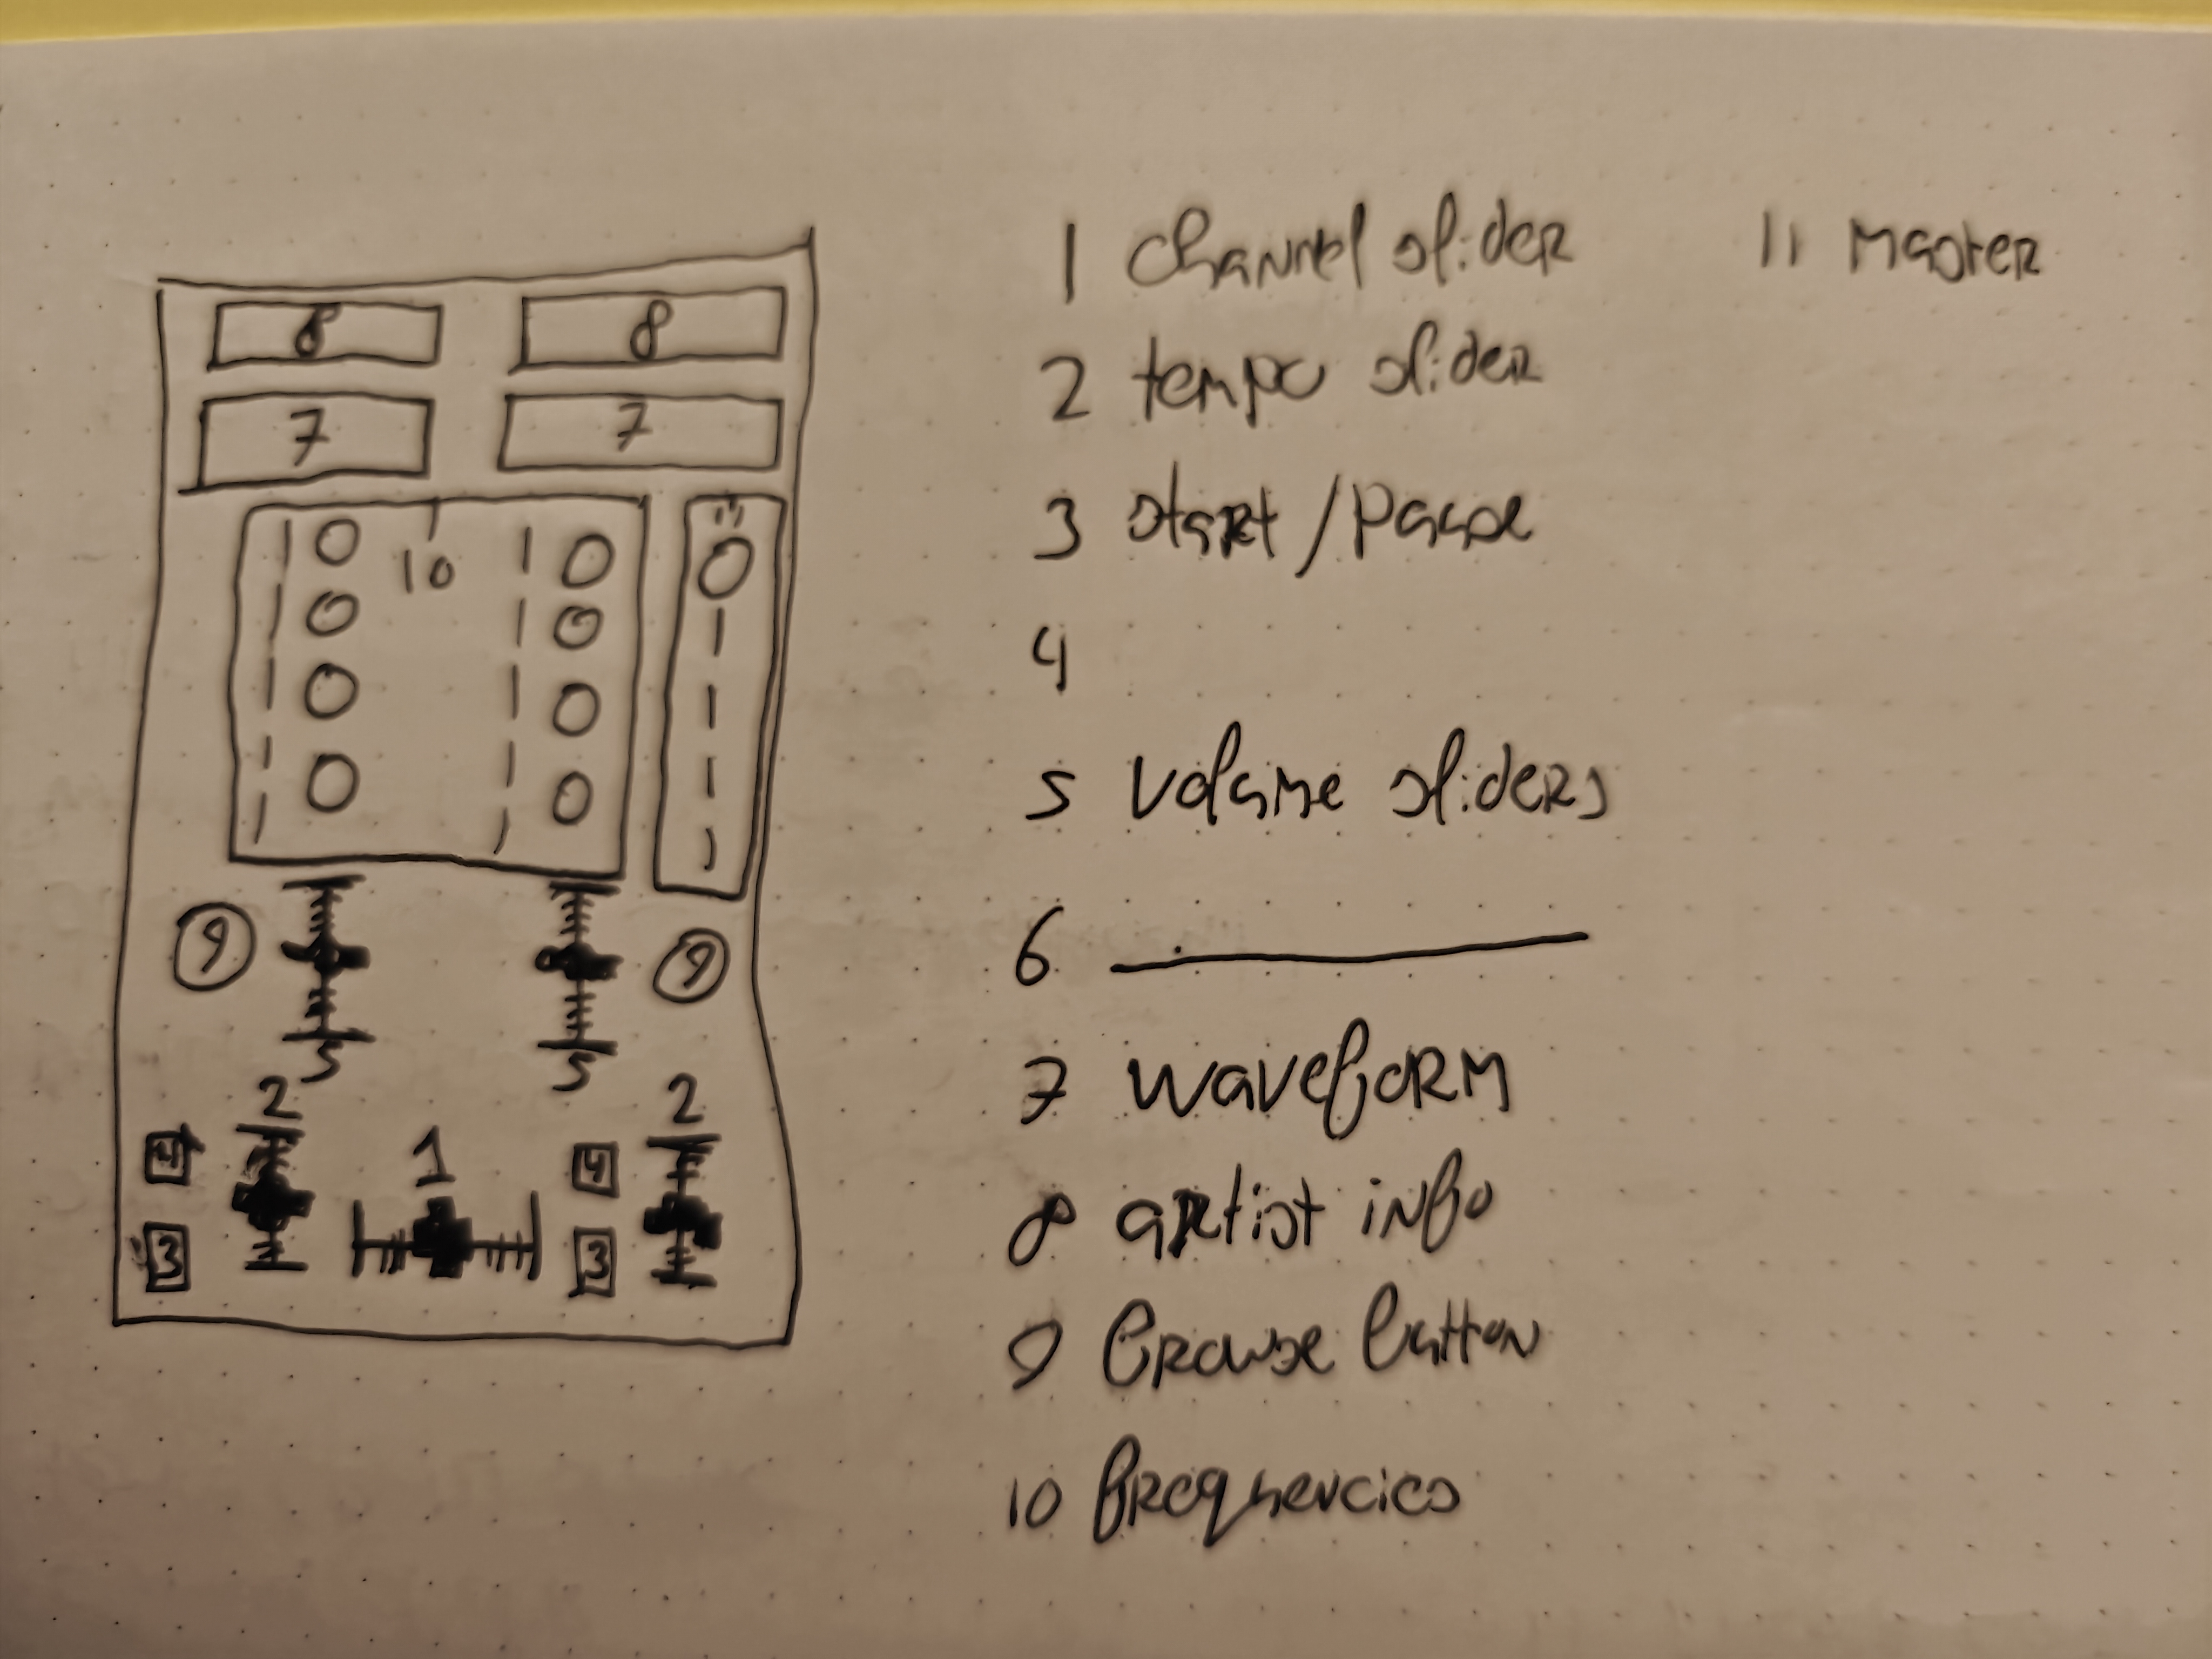 8 8
7 7
10
11
9 9
5 5
2 2
4 1 4
3 3
1 channel slider
2 tempo slider
3 start / Pause
4
5 Volume sliders
6
7 waveform
8 artist info
9 Browse button
10 frequencies
11 Master